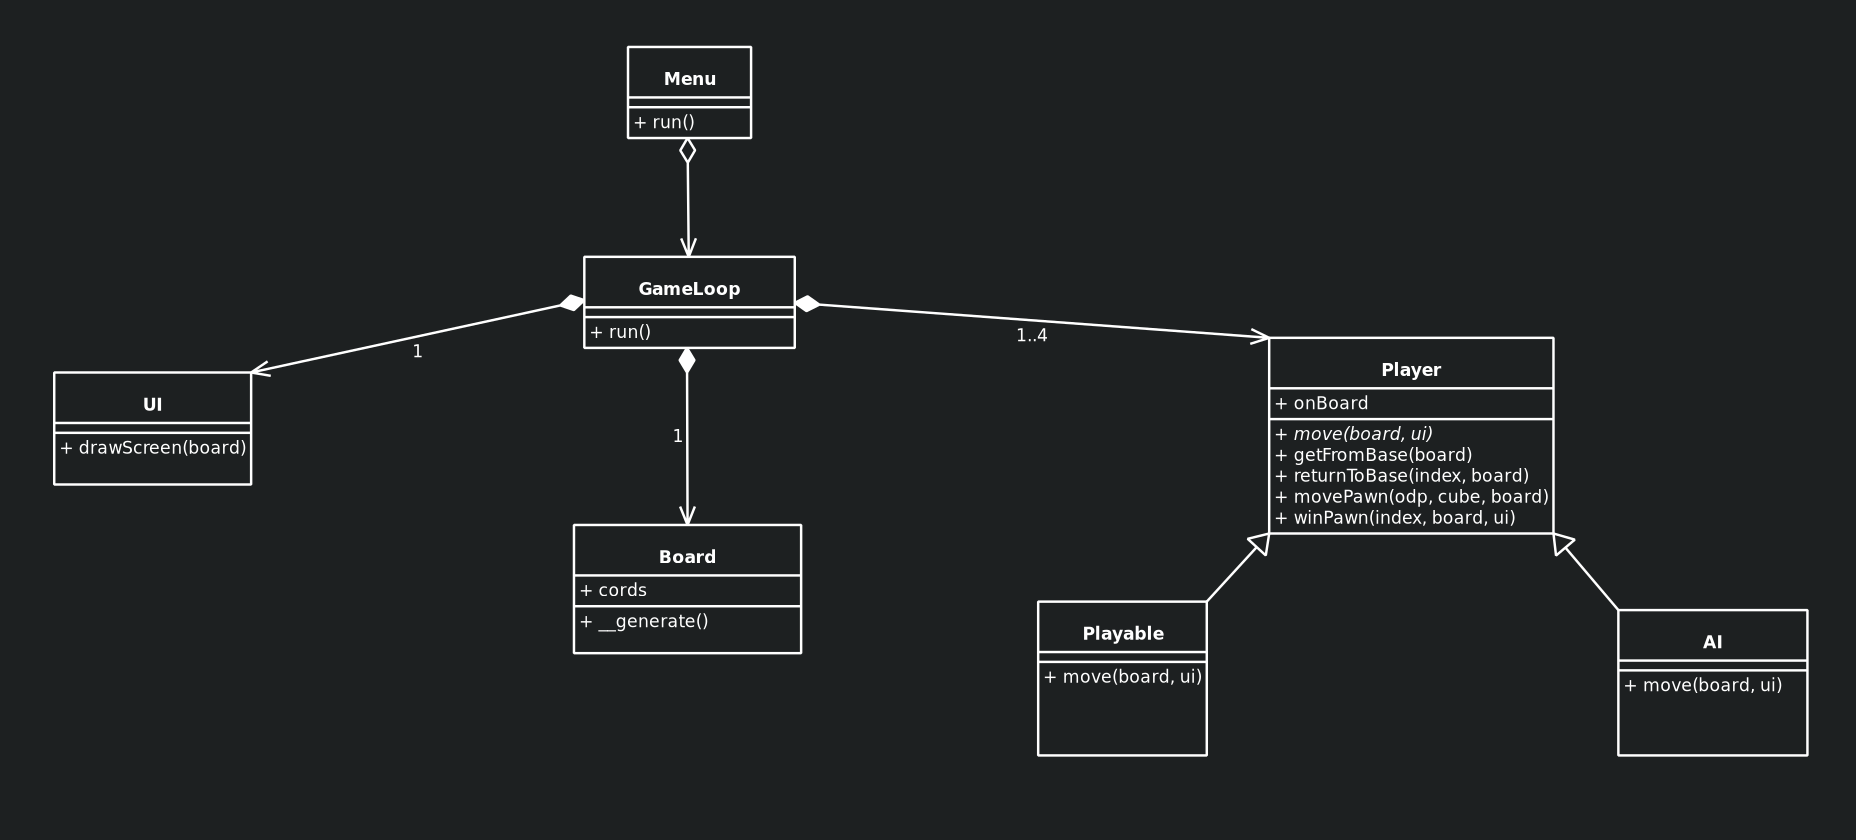 Menu
+ run()
GameLoop
+ run()
1
1..4
UI
+ drawScreen(board)
1
Player
+ onBoard
+ move(board, ui)
+ getFromBase(board)
+ returnToBase(index, board)
+ movePawn(odp, cube, board)
+ winPawn(index, board, ui)
Board
+ cords
+ __generate()
Playable
+ move(board, ui)
AI
+ move(board, ui)